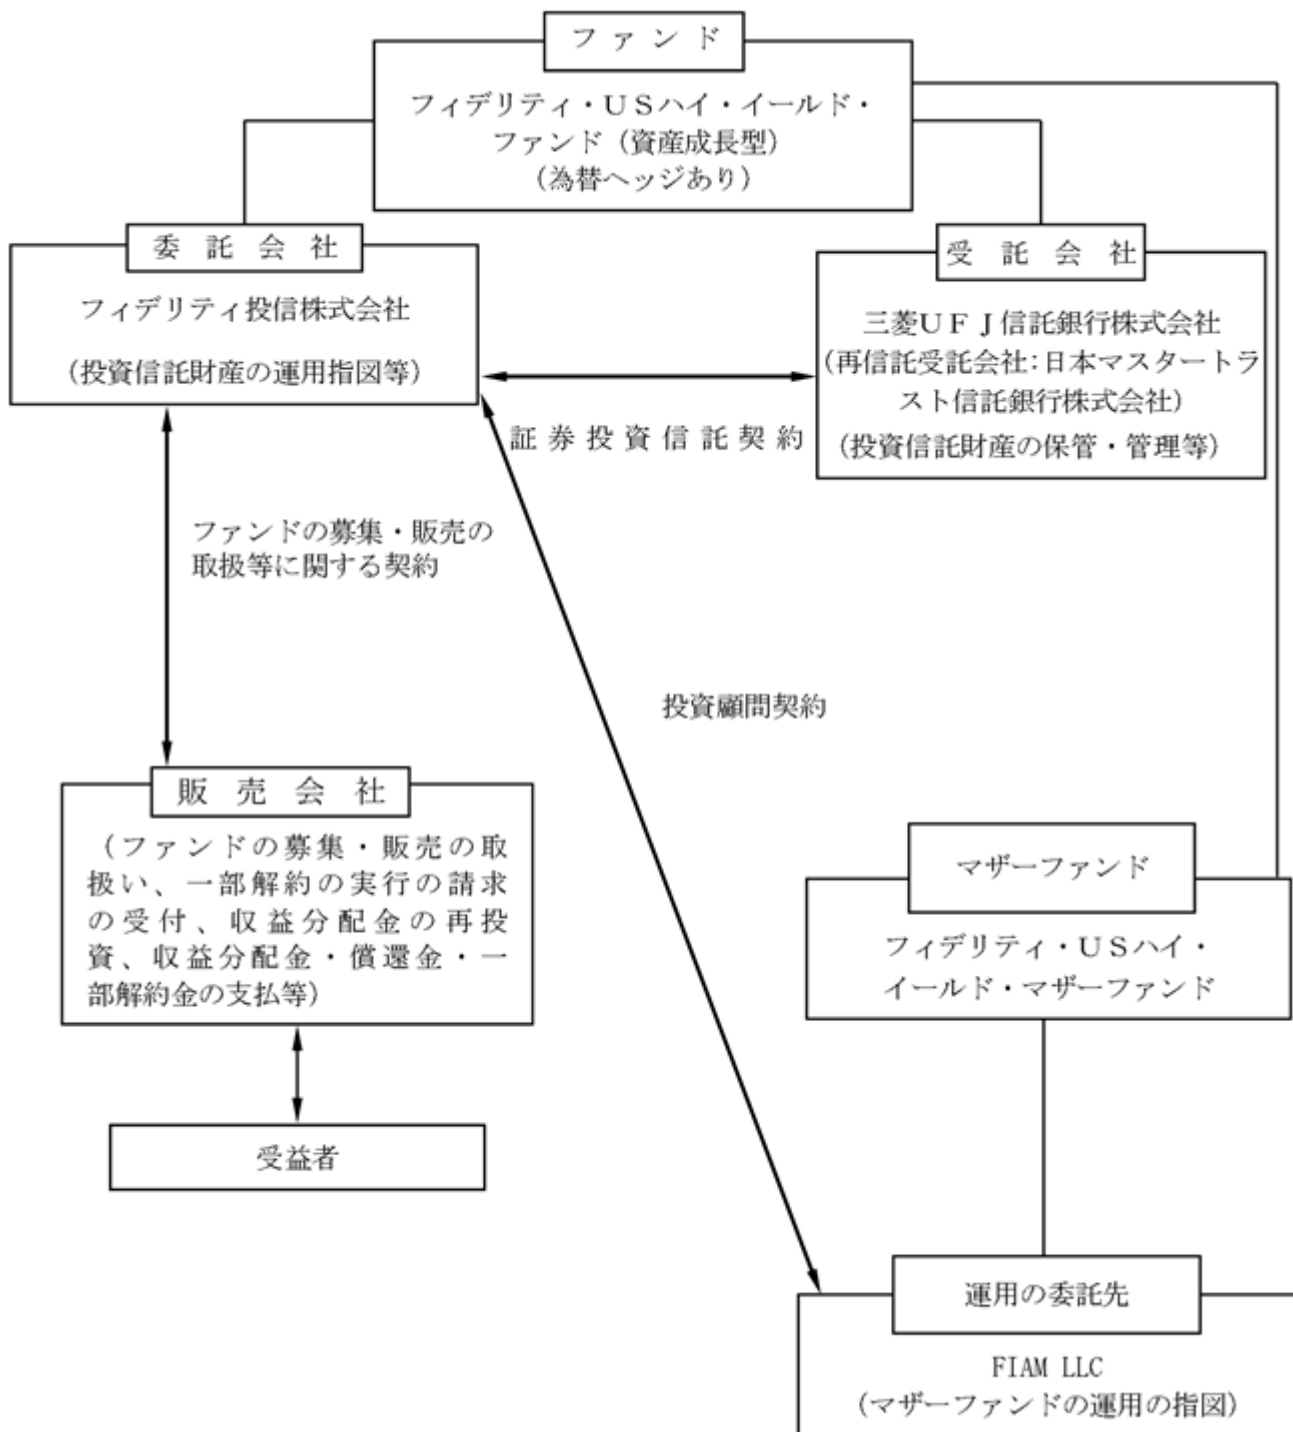 ファンド
フィデリティ・ＵＳハイ・イールド・
ファンド（資産成長型）
（為替ヘッジあり）
委託会社
フィデリティ投信株式会社
（投資信託財産の運用指図等）
受託会社
三菱ＵＦＪ信託銀行株式会社
（再信託受託会社：日本マスタートラ
スト信託銀行株式会社）
（投資信託財産の保管・管理等）
証券投資信託契約
ファンドの募集・販売の
取扱等に関する契約
投資顧問契約
販売会社
（ファンドの募集・販売の取
扱い、一部解約の実行の請求
の受付、収益分配金の再投
資、収益分配金・償還金・一
部解約金の支払等）
受益者
マザーファンド
フィデリティ・ＵＳハイ・
イールド・マザーファンド
運用の委託先
FIAM LLC
（マザーファンドの運用の指図）